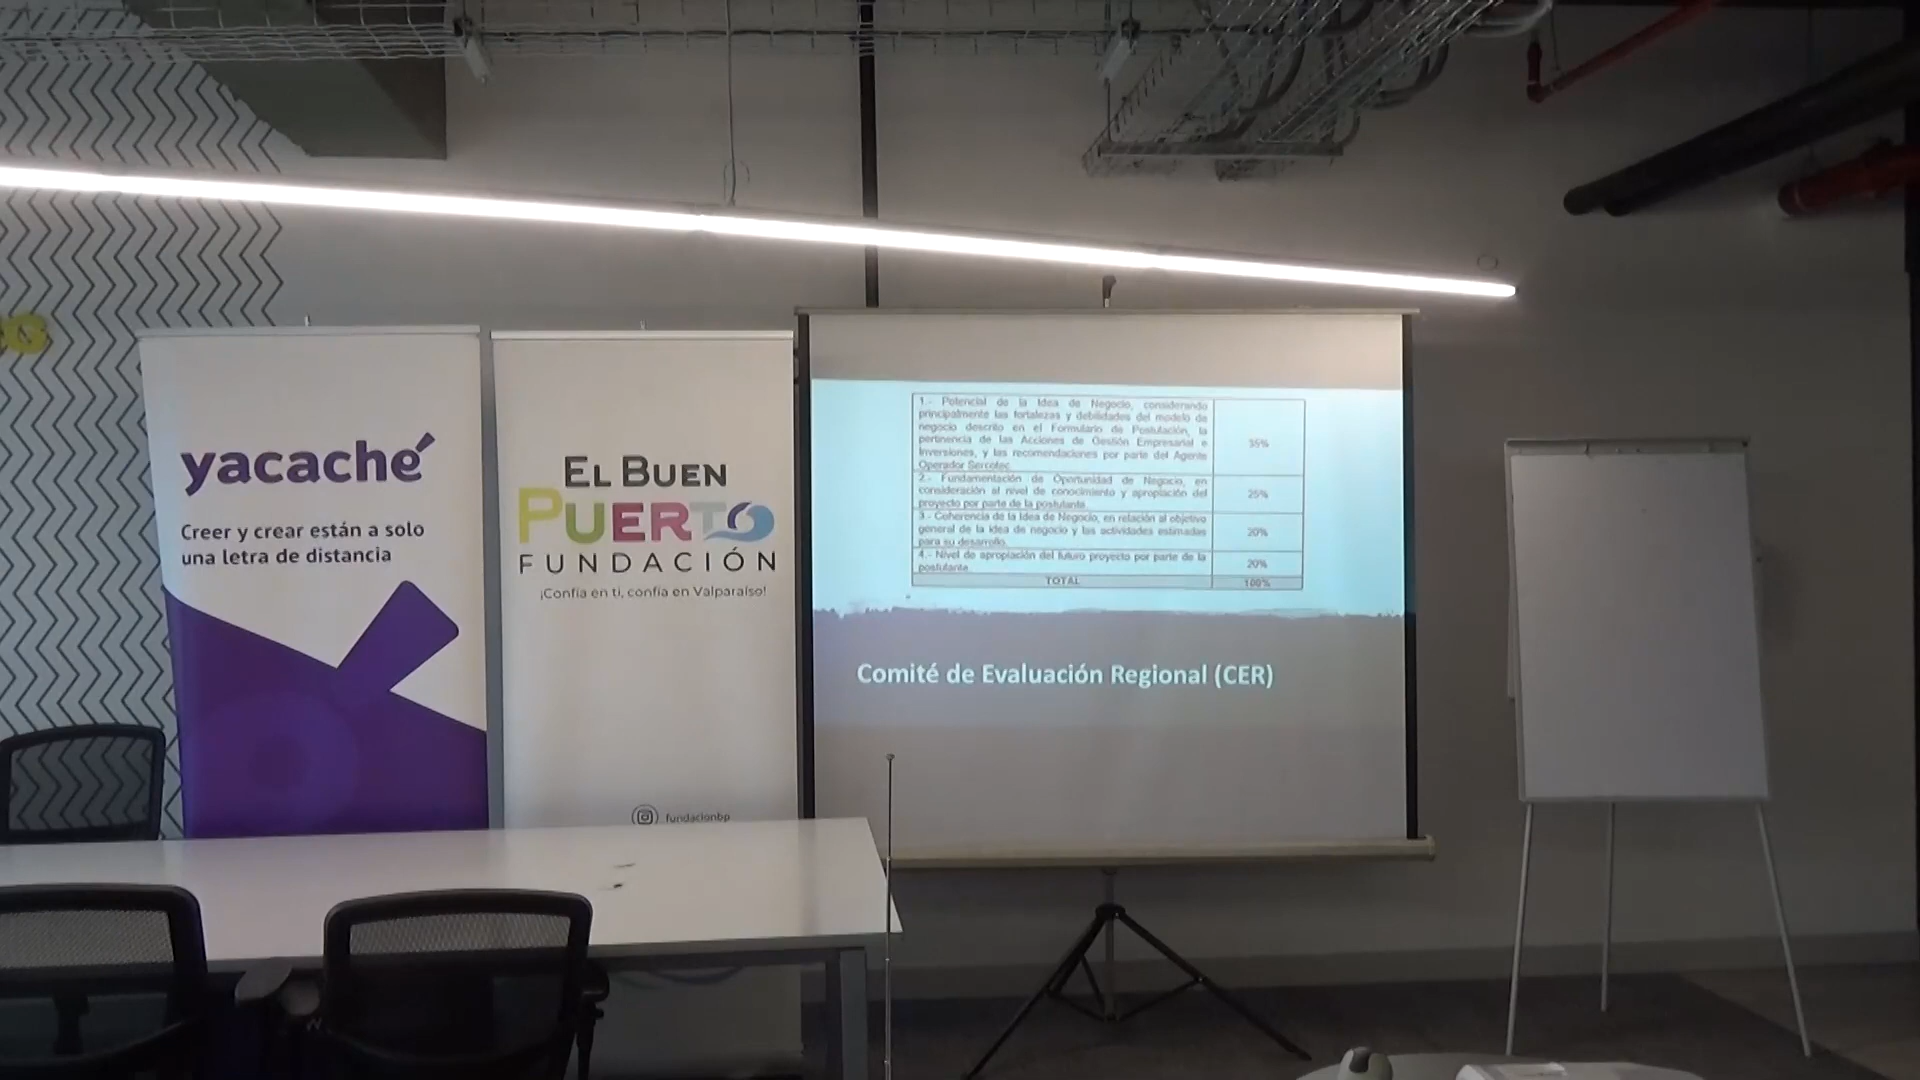 yacaché
Creer y crear están a solo
una letra de distancia
EL BUEN
PUERTO
FUNDACIÓN
¡Confía en ti, confía en Valparaíso!
fundacionbp
1.- Potencial de la Idea de Negocio, considerando
principalmente las fortalezas y debilidades del modelo de
negocio descrito en el Formulario de Postulación, la
pertinencia de las Acciones de Gestión Empresarial e
Inversiones, y las recomendaciones por parte del Agente
Operador Sercotec.
35%
2.- Fundamentación de Oportunidad de Negocio, en
consideración al nivel de conocimiento y apropiación del
proyecto por parte de la postulante.
25%
3.- Coherencia de la Idea de Negocio, en relación al objetivo
general de la idea de negocio y las actividades estimadas
para su desarrollo.
20%
4.- Nivel de apropiación del futuro proyecto por parte de la
postulante.
20%
TOTAL
100%
Comité de Evaluación Regional (CER)